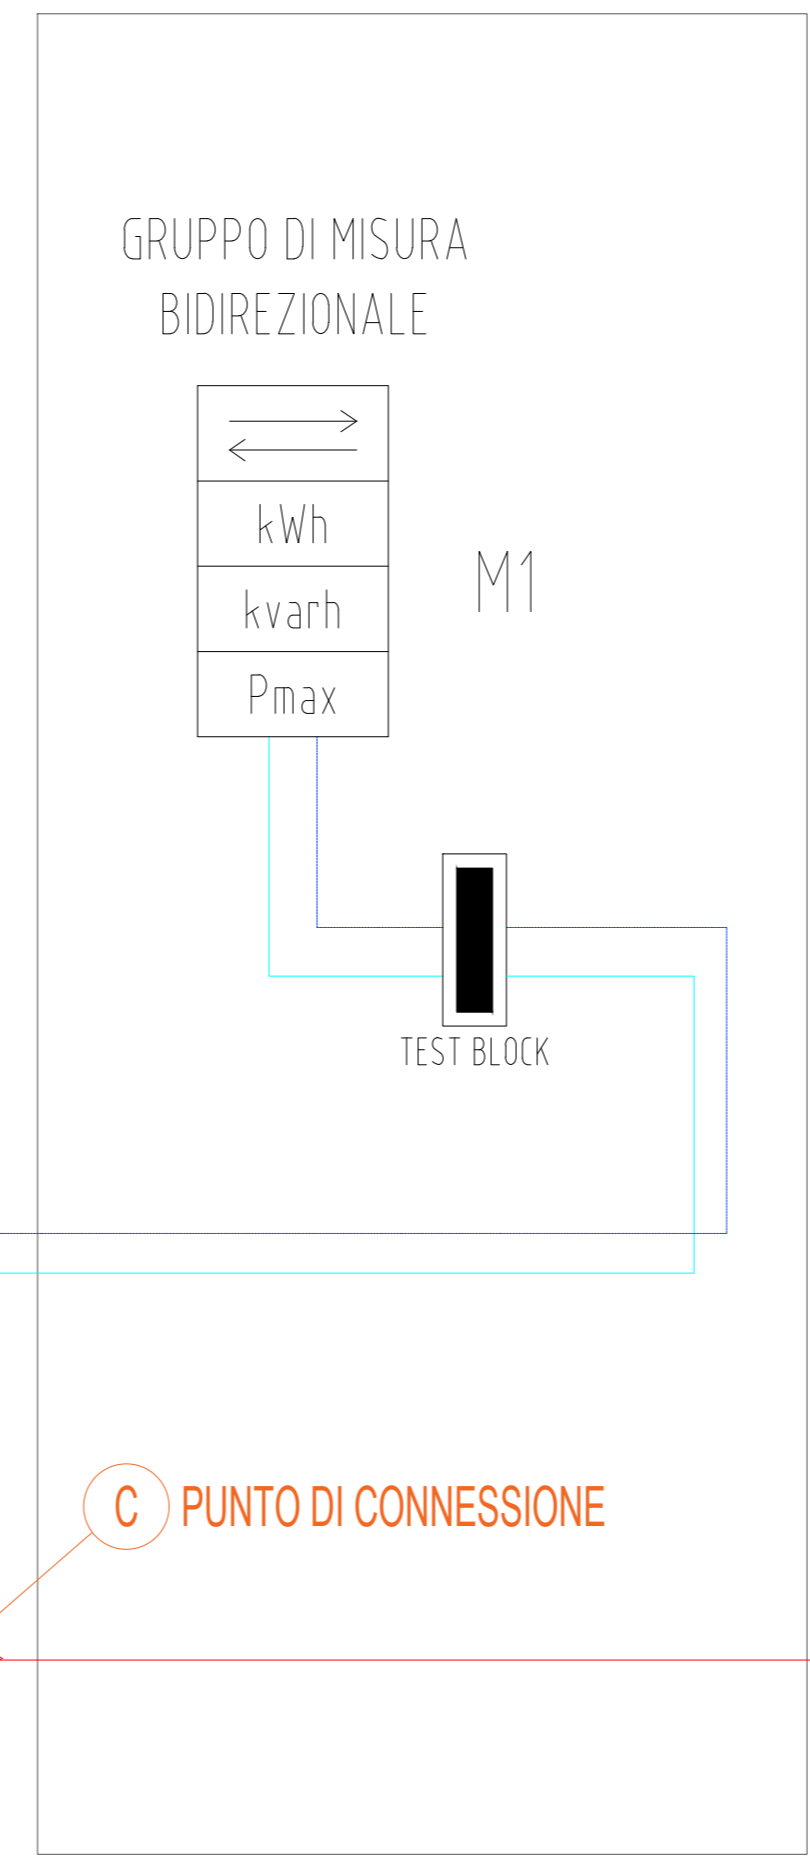 GRUPPO DI MISURA
BIDIREZIONALE
kWh
kvarh
Pmax
M1
TEST BLOCK
C PUNTO DI CONNESSIONE